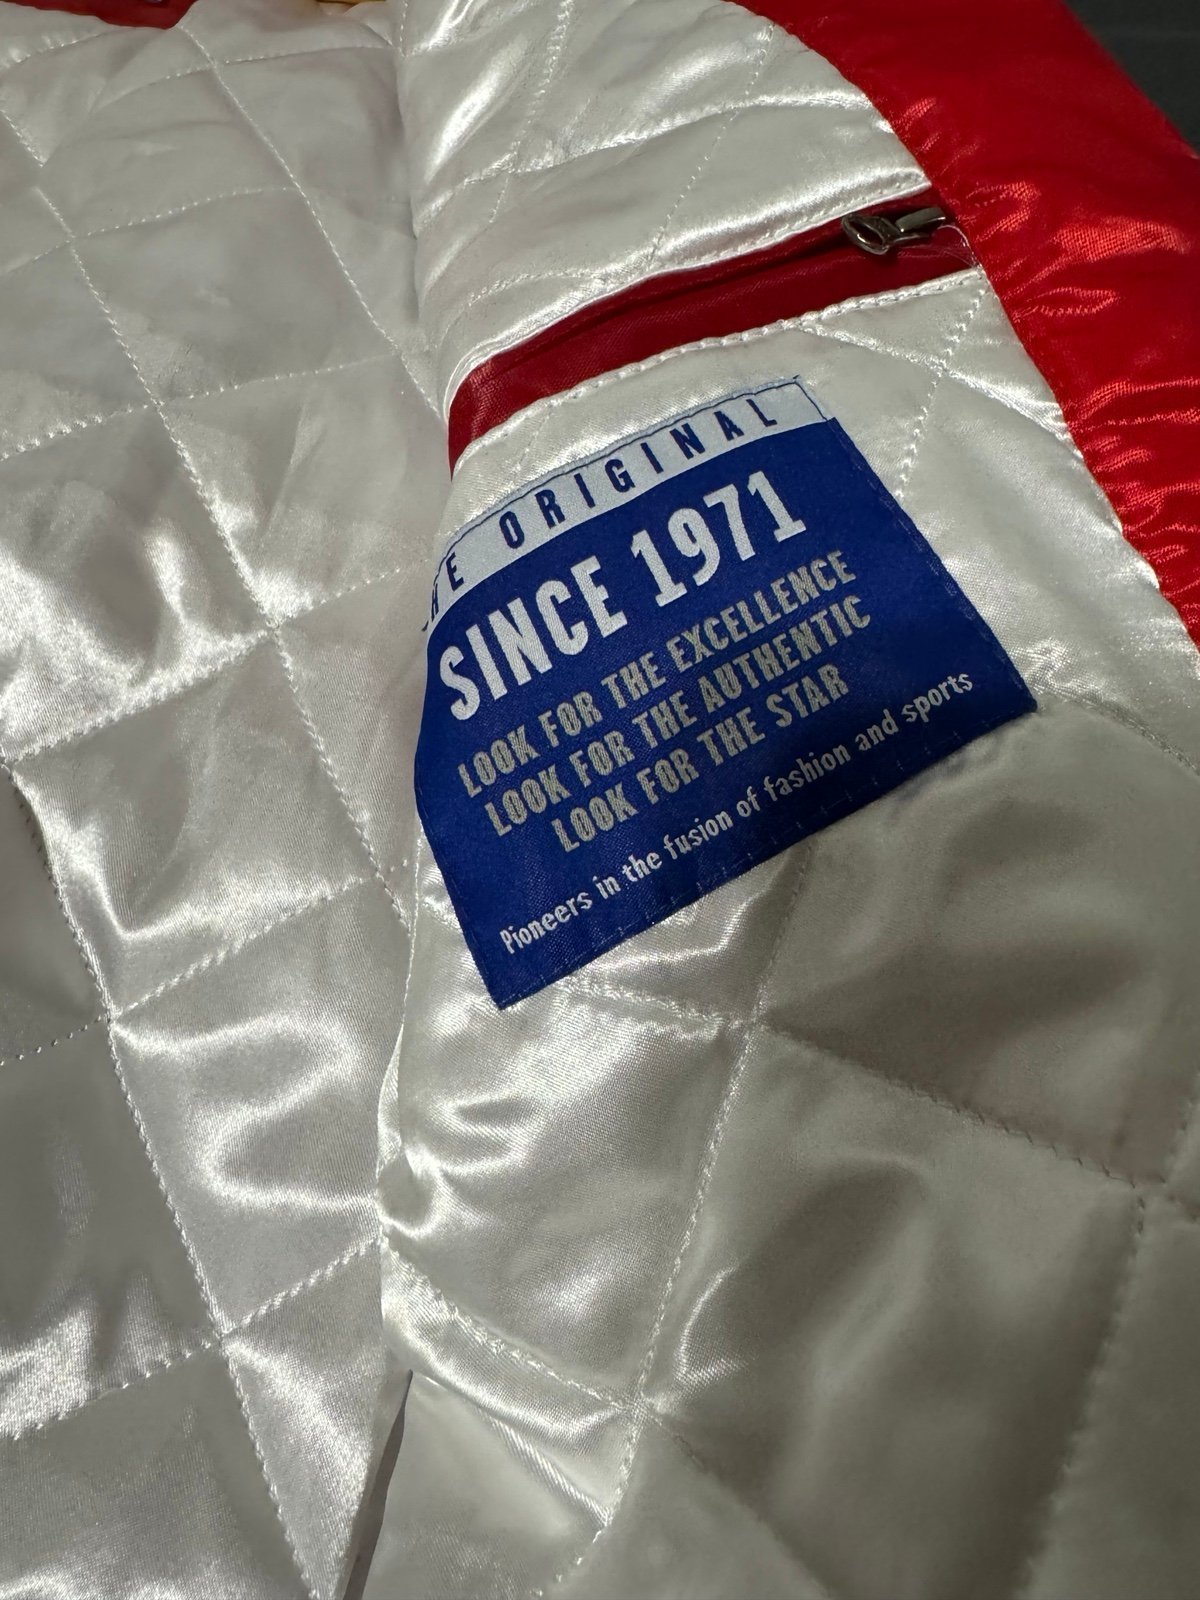 THE ORIGINAL
SINCE 1971
LOOK FOR THE EXCELLENCE
LOOK FOR THE AUTHENTIC
LOOK FOR THE STAR
Pioneers in the fusion of fashion and sports